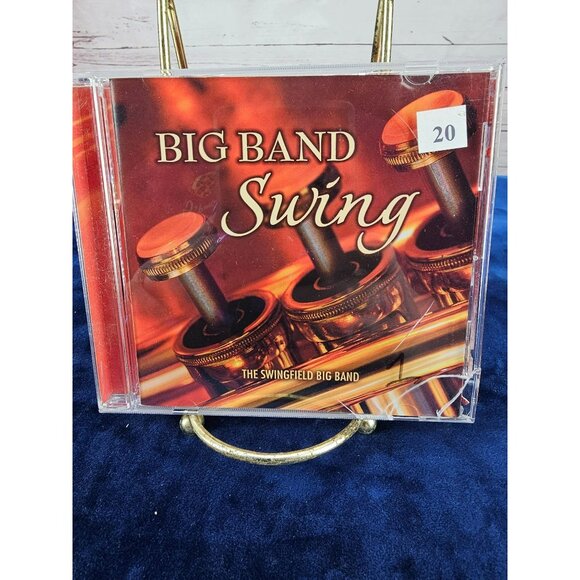 20
BIG BAND
Swing
THE SWINGFIELD BIG BAND